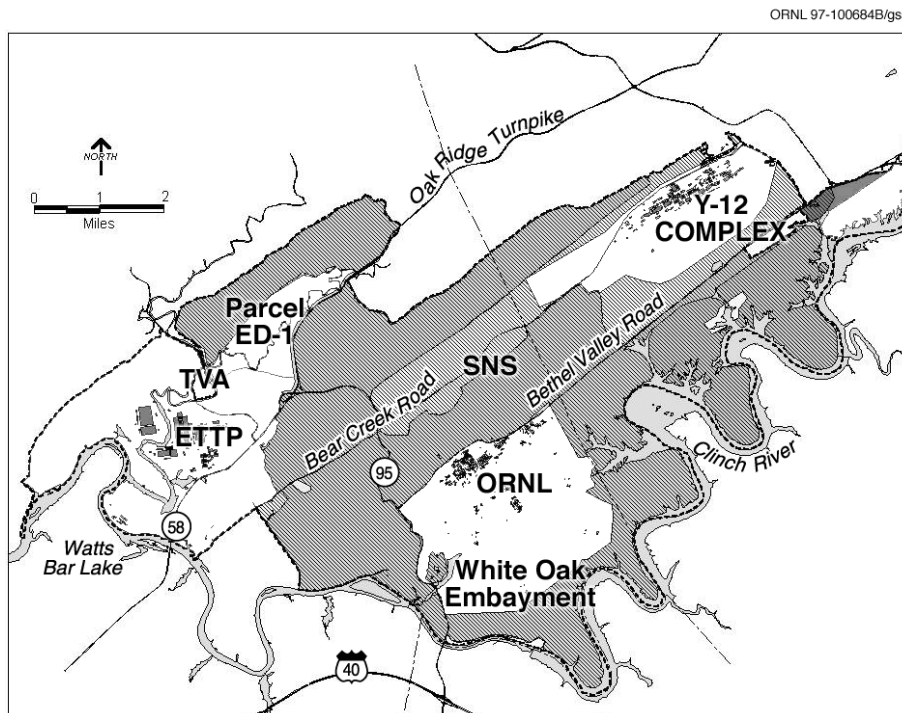 ORNL 97-100684B/gs
NORTH
0 1 2
Miles
Oak Ridge Turnpike
Y-12
COMPLEX
Parcel
ED-1
TVA
ETTP
SNS
Bear Creek Road
Bethel Valley Road
95
ORNL
Clinch River
58
Watts
Bar Lake
White Oak
Embayment
40